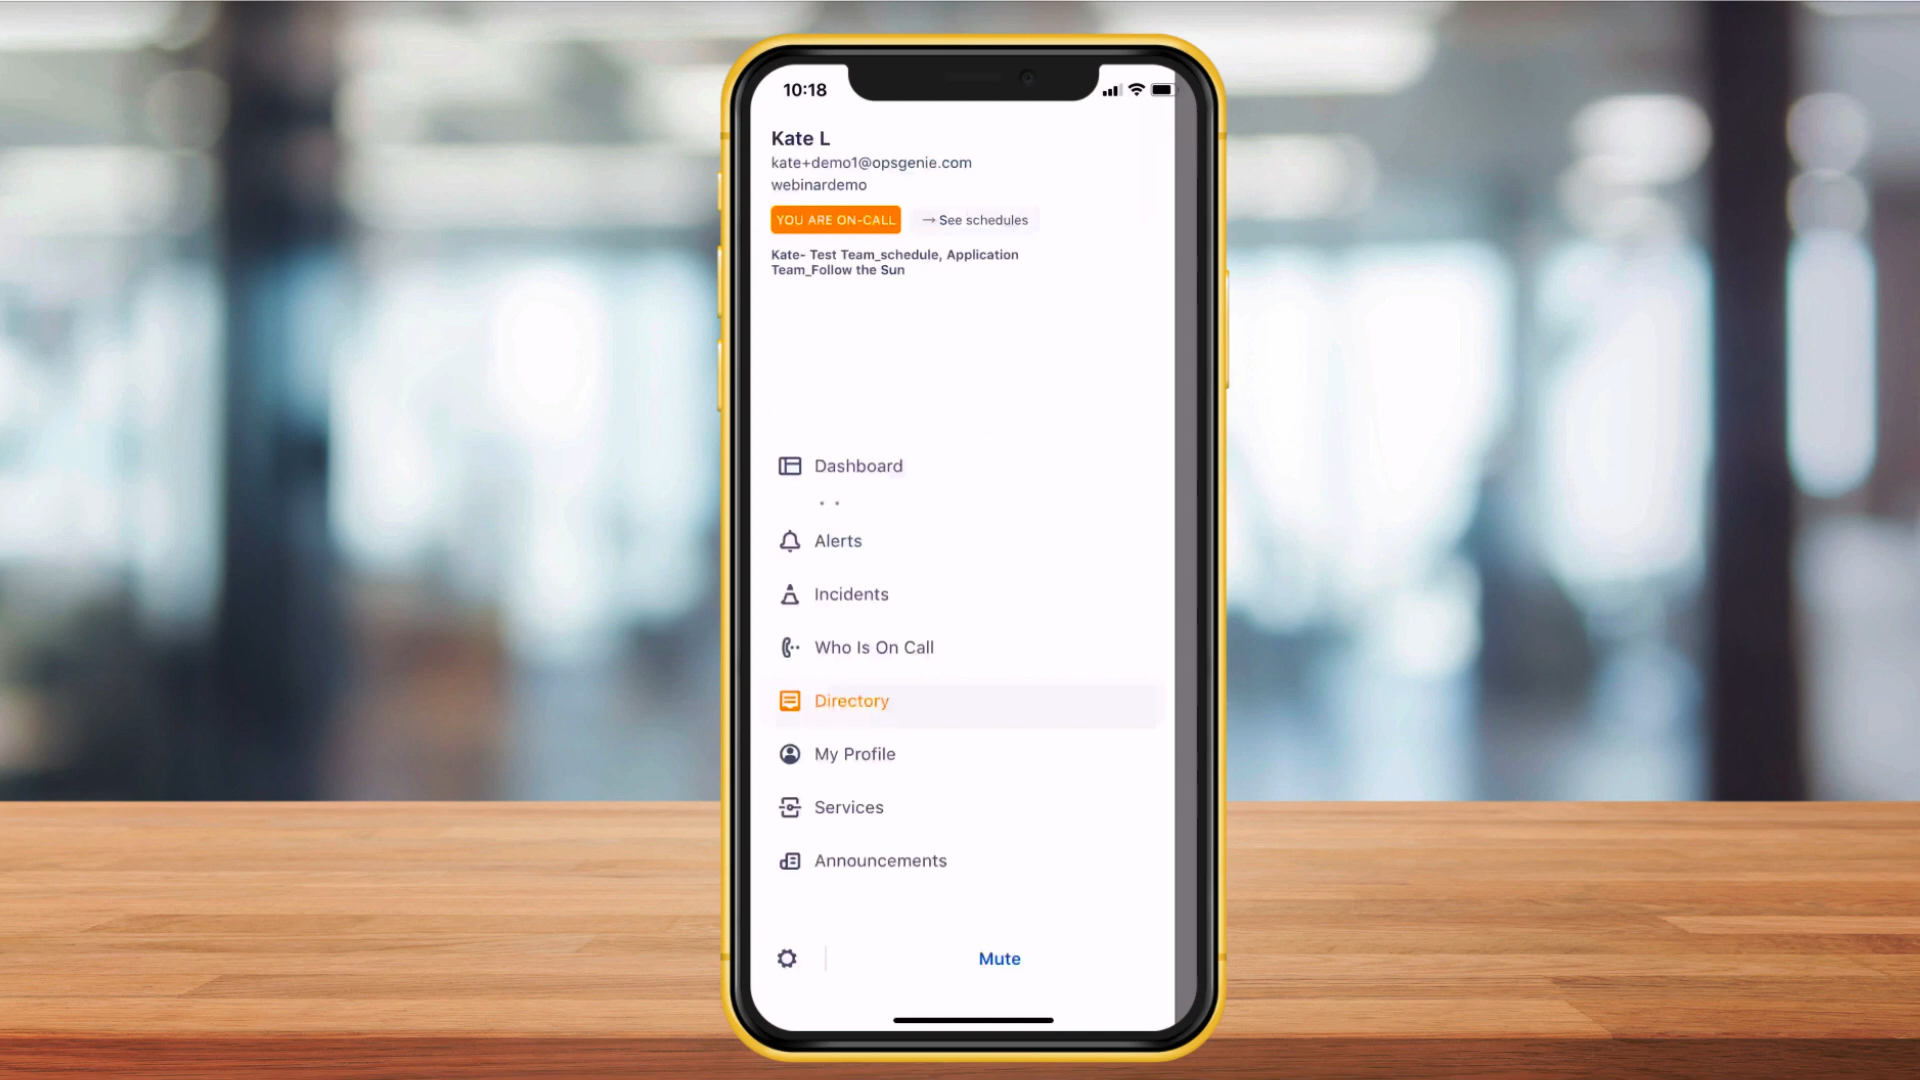 10:18
Kate L
kate+demo1@opsgenie.com
webinardemo
YOU ARE ON-CALL
→ See schedules
Kate- Test Team_schedule, Application
Team_Follow the Sun
Dashboard
Alerts
Incidents
Who Is On Call
Directory
My Profile
Services
Announcements
Mute